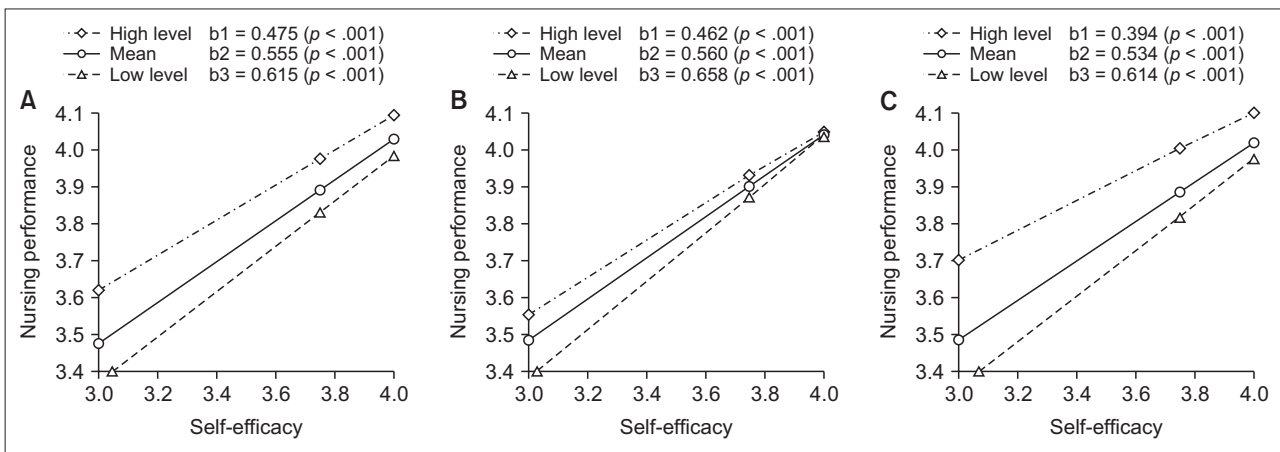 High level b1 = 0.475 (p < .001)
Mean b2 = 0.555 (p < .001)
Low level b3 = 0.615 (p < .001)
A
4.1
4.0
3.9
3.8
3.7
3.6
3.5
3.4
Nursing performance
3.0 3.2 3.4 3.6 3.8 4.0
Self-efficacy
High level b1 = 0.462 (p < .001)
Mean b2 = 0.560 (p < .001)
Low level b3 = 0.658 (p < .001)
B
4.1
4.0
3.9
3.8
3.7
3.6
3.5
3.4
Nursing performance
3.0 3.2 3.4 3.6 3.8 4.0
Self-efficacy
High level b1 = 0.394 (p < .001)
Mean b2 = 0.534 (p < .001)
Low level b3 = 0.614 (p < .001)
C
4.1
4.0
3.9
3.8
3.7
3.6
3.5
3.4
Nursing performance
3.0 3.2 3.4 3.6 3.8 4.0
Self-efficacy